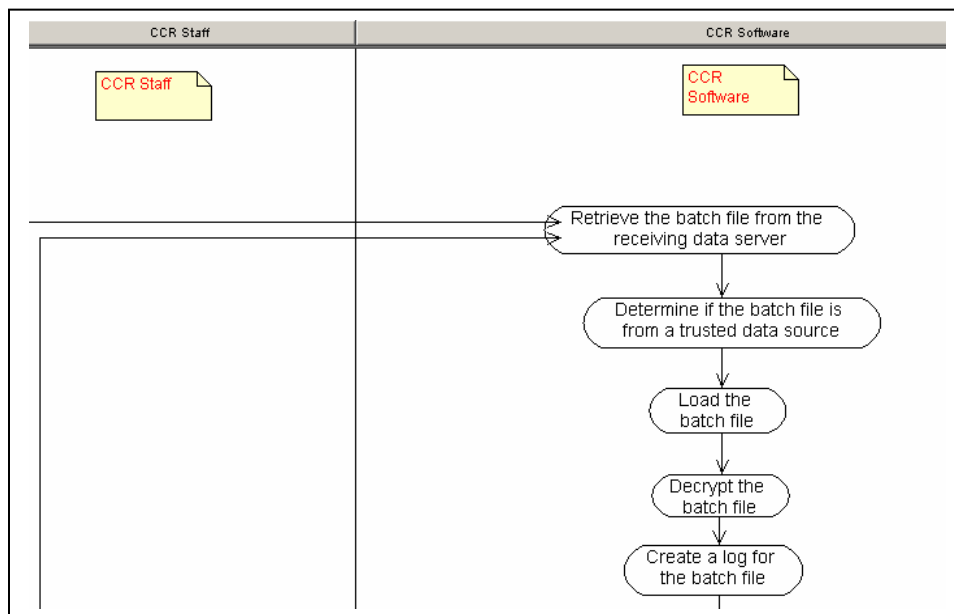 CCR Staff
CCR Software
CCR Staff
CCR
Software
Retrieve the batch file from the
receiving data server
Determine if the batch file is
from a trusted data source
Load the
batch file
Decrypt the
batch file
Create a log for
the batch file